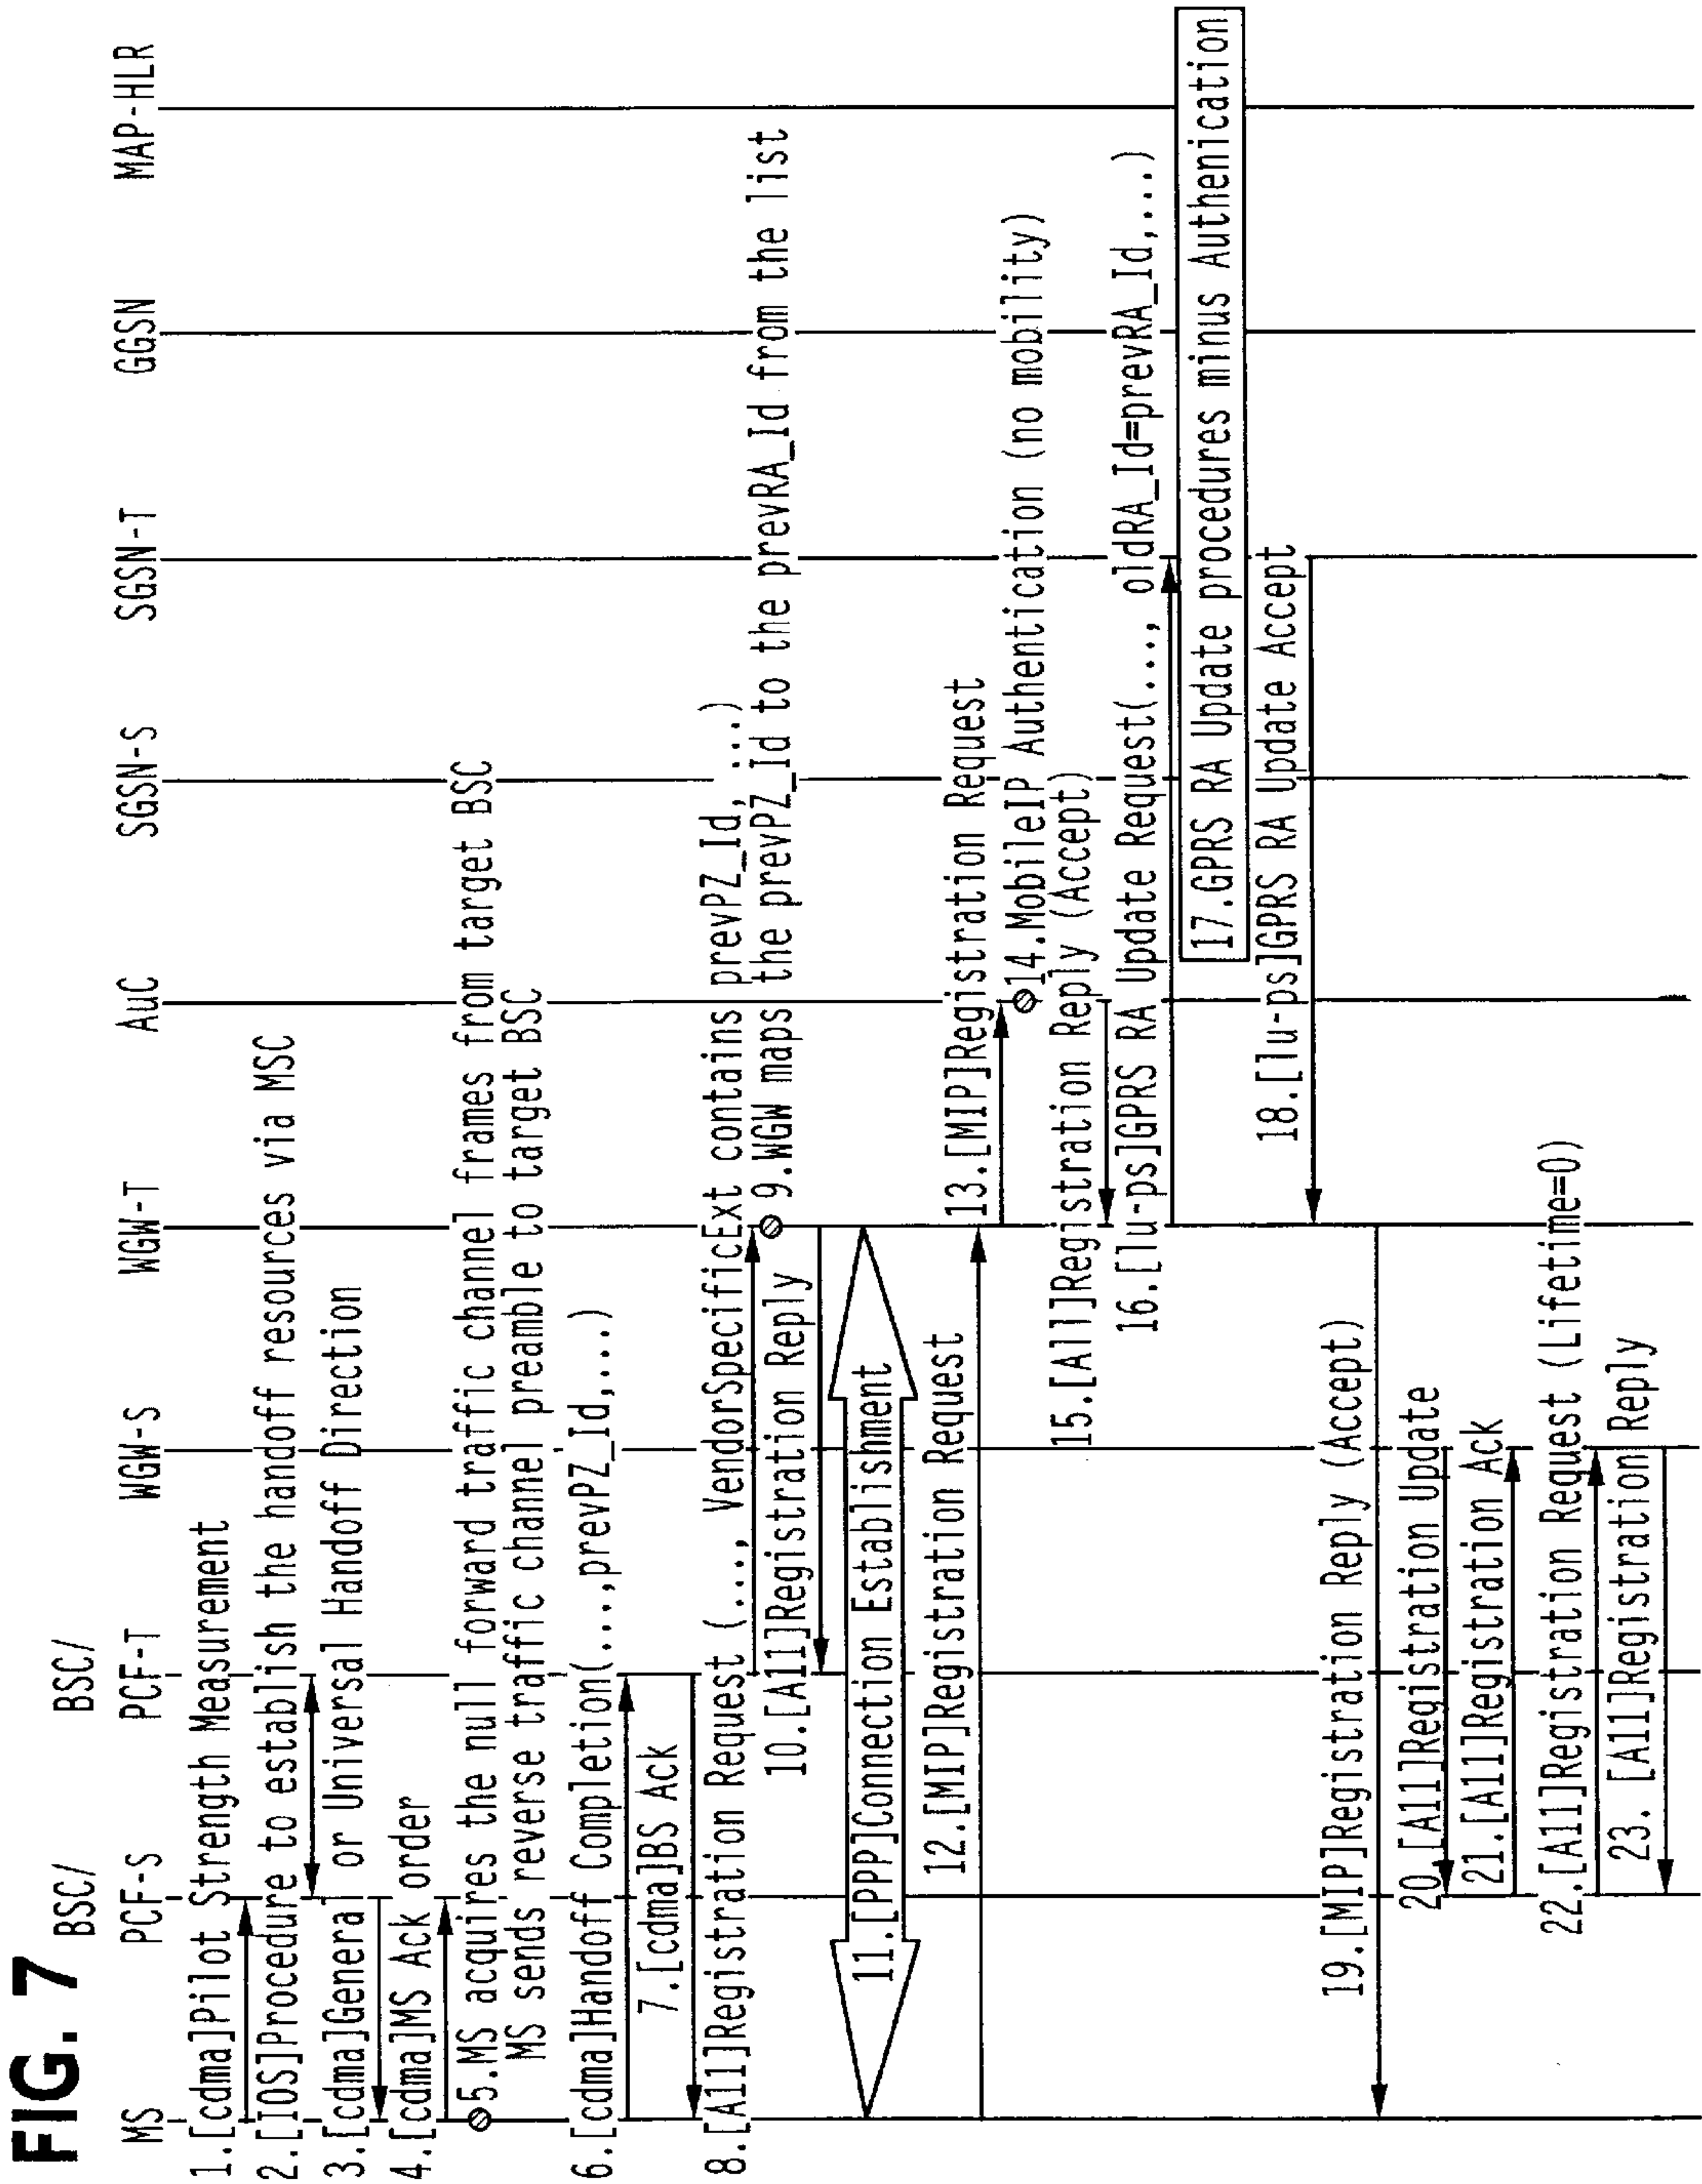 FIG. 7
MS
BSC/
PCF-S
BSC/
PCF-T
WGW-S
WGW-T
AuC
SGSN-S
SGSN-T
GGSN
MAP-HLR
1.[cdma]Pilot Strength Measurement
2.[IOS]Procedure to establish the handoff resources via MSC
3.[cdma]General or Universal Handoff Direction
4.[cdma]MS Ack order
5.MS acquires the null forward traffic channel frames from target BSC
MS sends reverse traffic channel preamble to target BSC
6.[cdma]Handoff Completion(...,prevPZ_Id,...)
7.[cdma]BS Ack
8.[A11]Registration Request (..., VendorSpecificExt contains prevPZ_Id, ...)
9.WGW maps the prevPZ_Id to the prevRA_Id from the list
10.[A11]Registration Reply
11.[PPP]Connection Establishment
12.[MIP]Registration Request
13.[MIP]Registration Request
14.MobileIP Authentication (no mobility)
15.[A11]Registration Reply (Accept)
16.[lu-ps]GPRS RA Update Request(..., oldRA_Id=prevRA_Id,...)
17.GPRS RA Update procedures minus Authenication
18.[lu-ps]GPRS RA Update Accept
19.[MIP]Registration Reply (Accept)
20.[A11]Registration Update
21.[A11]Registration Ack
22.[A11]Registration Request (Lifetime=0)
23. [A11]Registration Reply